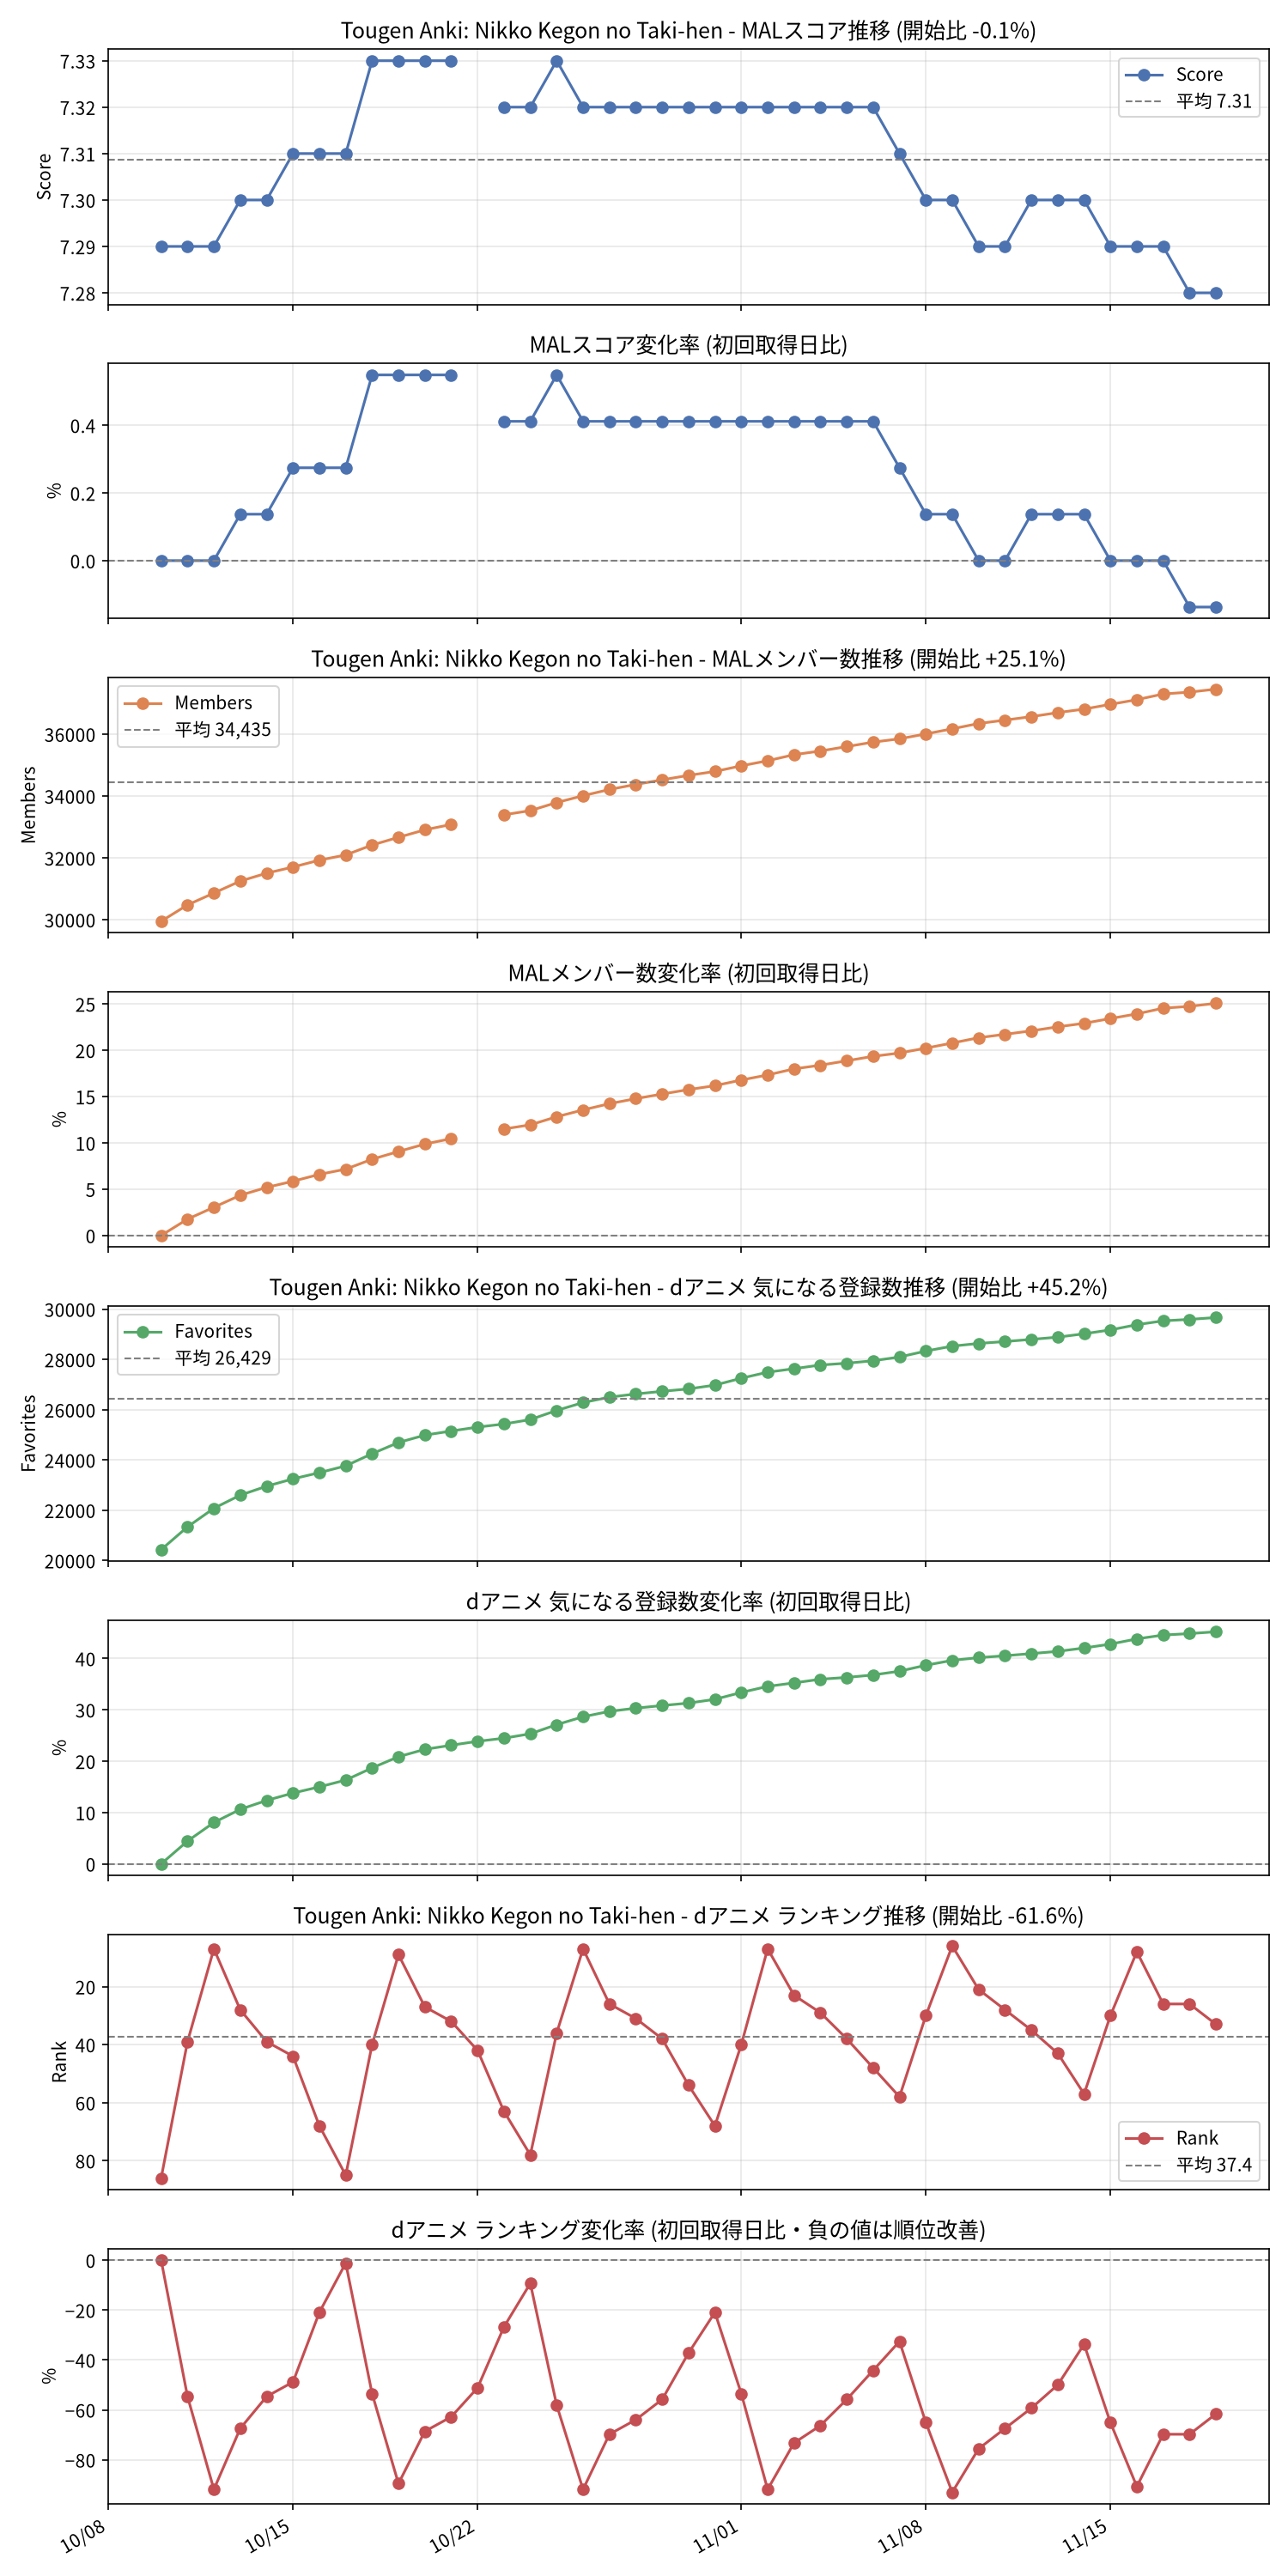 Tougen Anki: Nikko Kegon no Taki-hen - MALスコア推移 (開始比 -0.1%)
7.33
7.32
7.31
7.30
7.29
7.28
Score
Score
平均 7.31
MALスコア変化率 (初回取得日比)
0.4
0.2
0.0
%
Tougen Anki: Nikko Kegon no Taki-hen - MALメンバー数推移 (開始比 +25.1%)
36000
34000
32000
30000
Members
Members
平均 34,435
MALメンバー数変化率 (初回取得日比)
25
20
15
10
5
0
%
Tougen Anki: Nikko Kegon no Taki-hen - dアニメ 気になる登録数推移 (開始比 +45.2%)
30000
28000
26000
24000
22000
20000
Favorites
Favorites
平均 26,429
dアニメ 気になる登録数変化率 (初回取得日比)
40
30
20
10
0
%
Tougen Anki: Nikko Kegon no Taki-hen - dアニメ ランキング推移 (開始比 -61.6%)
20
40
60
80
Rank
Rank
平均 37.4
dアニメ ランキング変化率 (初回取得日比・負の値は順位改善)
0
−20
−40
−60
−80
%
10/08
10/15
10/22
11/01
11/08
11/15